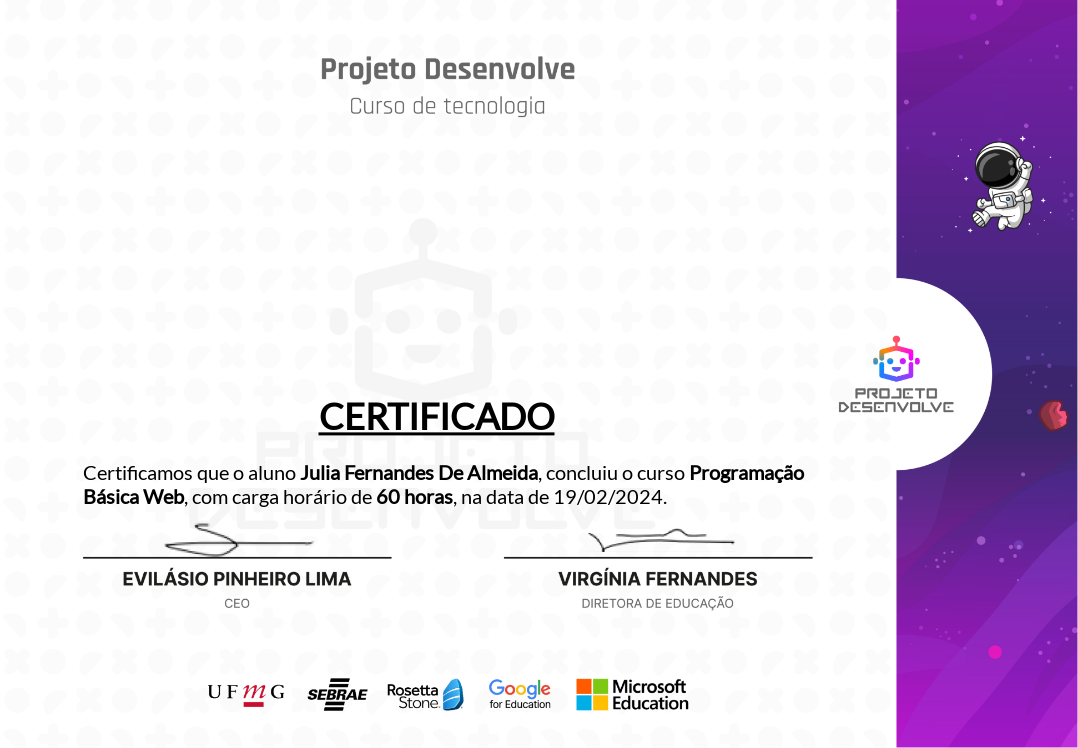 Projeto Desenvolve
Curso de tecnologia
PROJETO
DESENVOLVE
CERTIFICADO
PROJETO
DESENVOLVE
Certificamos que o aluno Julia Fernandes De Almeida, concluiu o curso Programação
Básica Web, com carga horário de 60 horas, na data de 19/02/2024.
EVILÁSIO PINHEIRO LIMA
CEO
VIRGÍNIA FERNANDES
DIRETORA DE EDUCAÇÃO
UFmG
SEBRAE
Rosetta
Stone
Google
for Education
Microsoft
Education